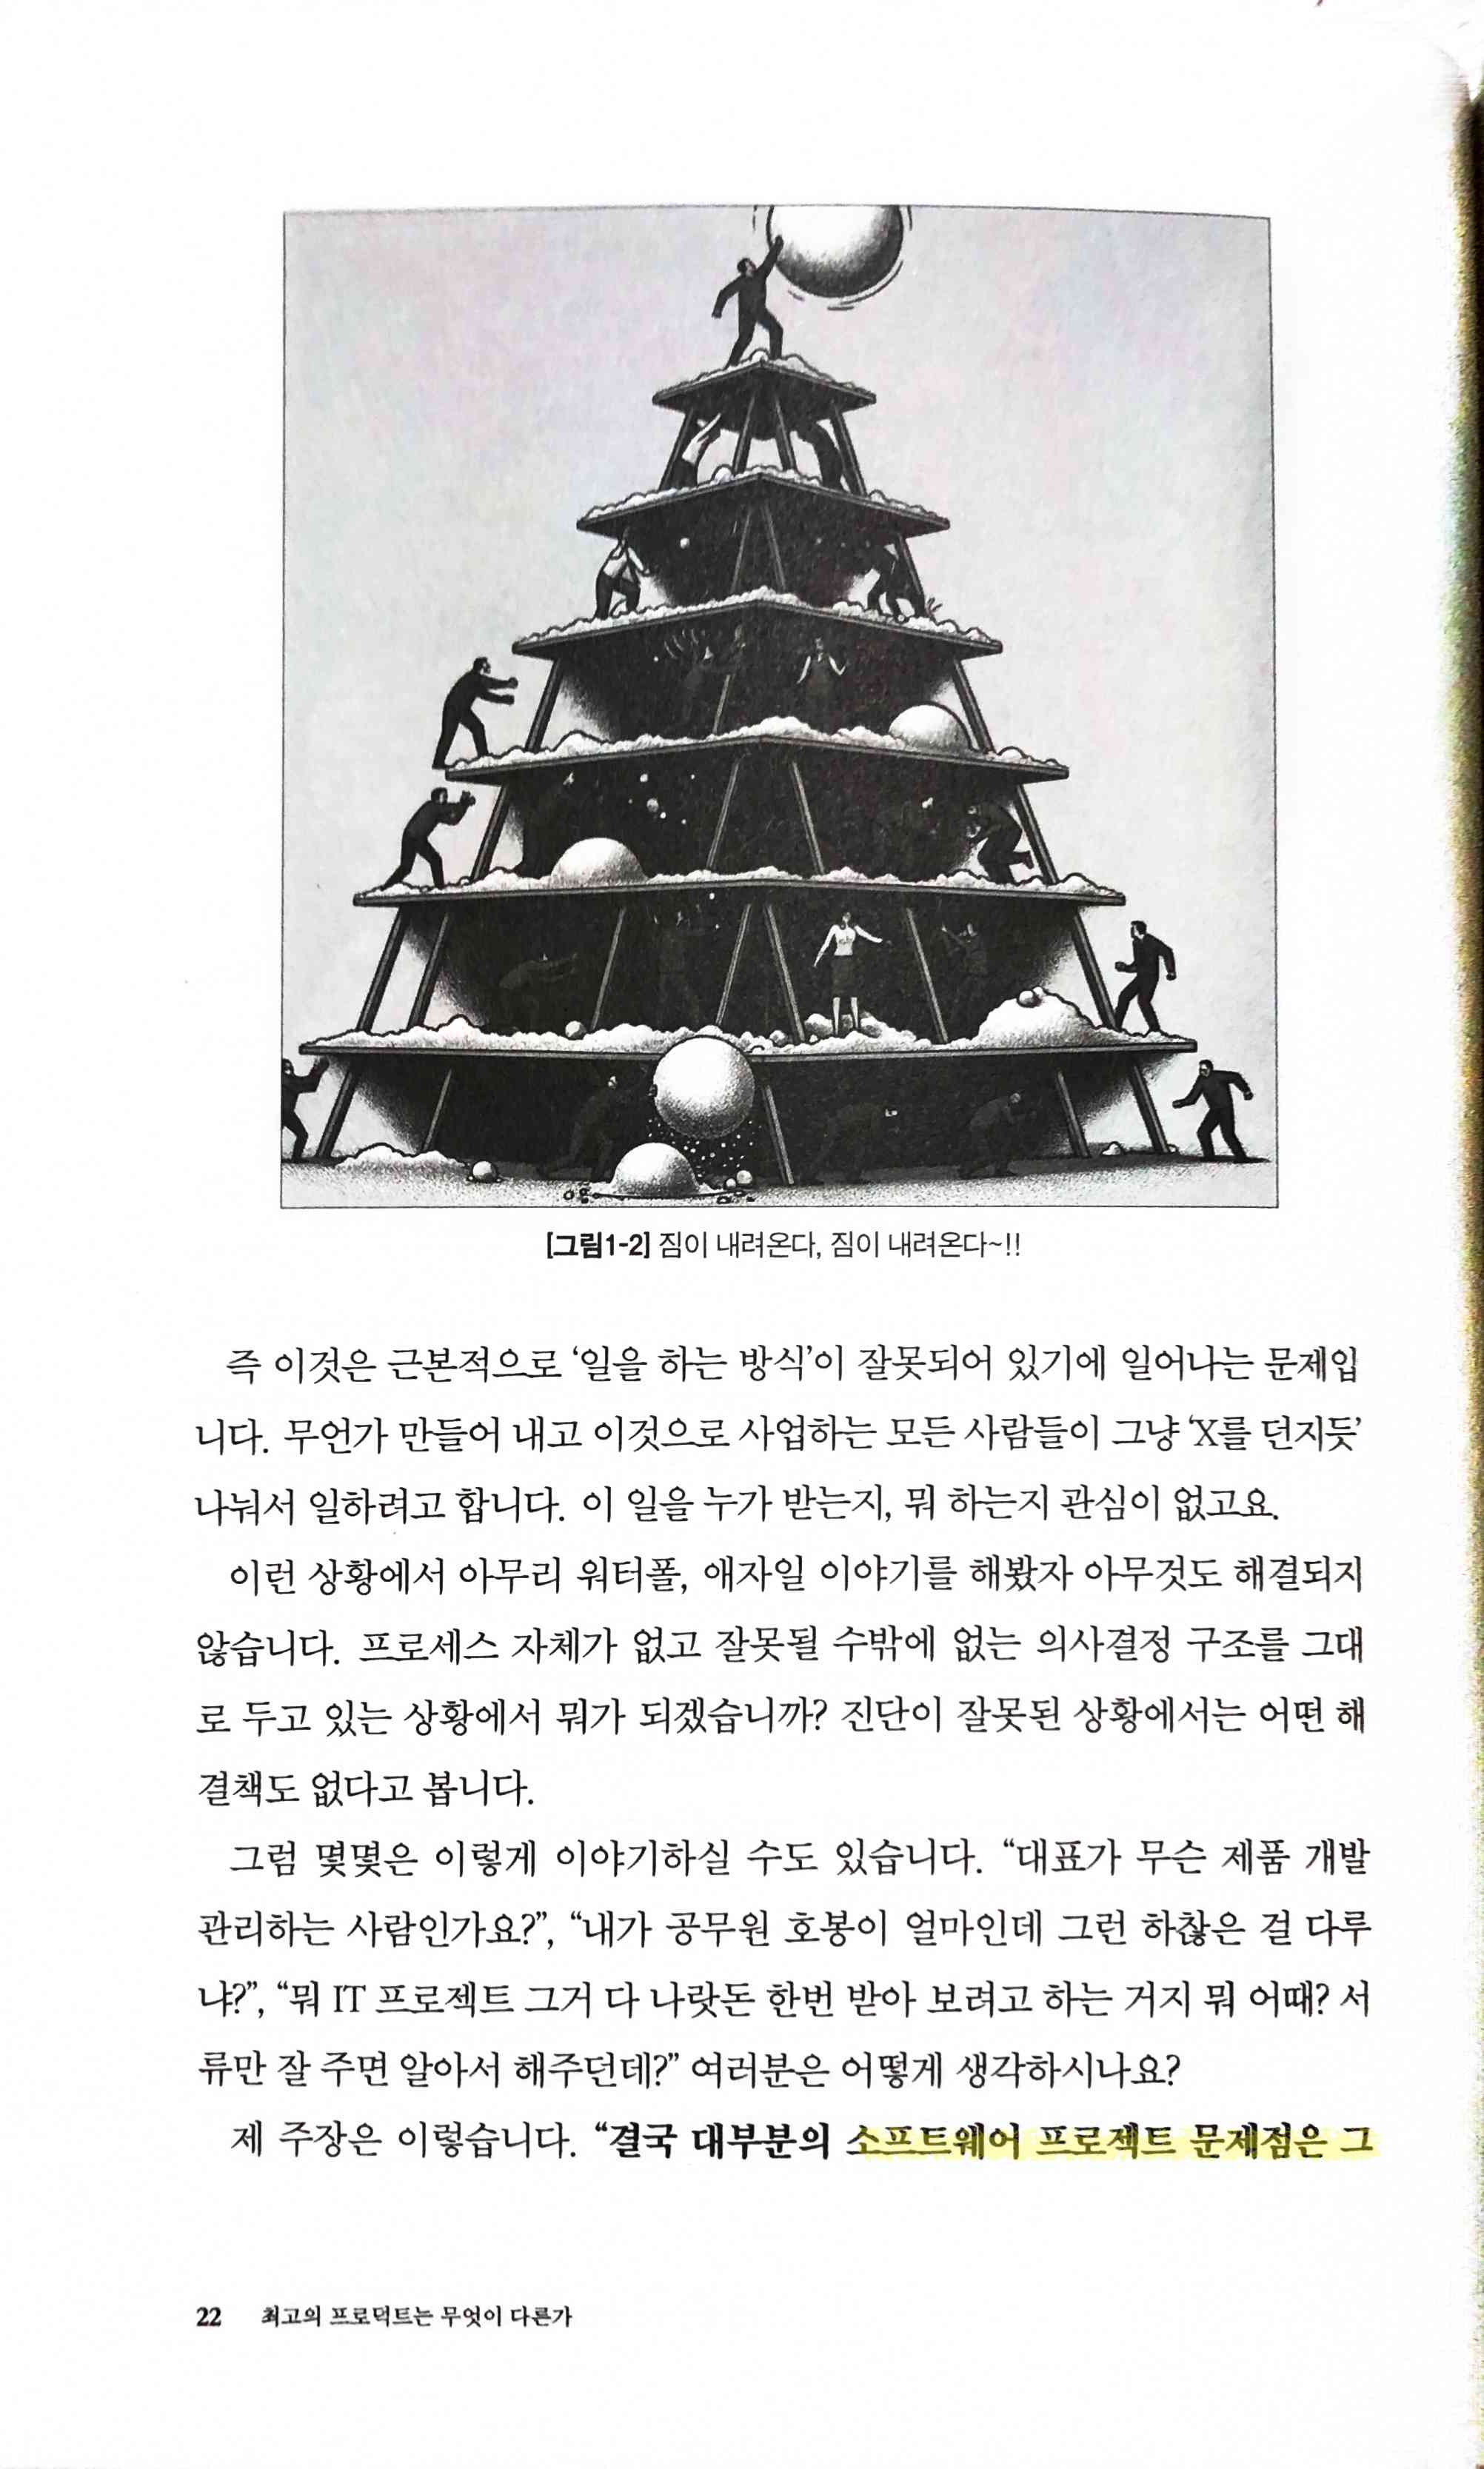 [그림1-2] 짐이 내려온다, 짐이 내려온다~!!
즉 이것은 근본적으로 ‘일을 하는 방식’이 잘못되어 있기에 일어나는 문제입
니다. 무언가 만들어 내고 이것으로 사업하는 모든 사람들이 그냥 ‘X를 던지듯’
나눠서 일하려고 합니다. 이 일을 누가 받는지, 뭐 하는지 관심이 없고요.
이런 상황에서 아무리 워터폴, 애자일 이야기를 해봤자 아무것도 해결되지
않습니다. 프로세스 자체가 없고 잘못될 수밖에 없는 의사결정 구조를 그대
로 두고 있는 상황에서 뭐가 되겠습니까? 진단이 잘못된 상황에서는 어떤 해
결책도 없다고 봅니다.
그럼 몇몇은 이렇게 이야기하실 수도 있습니다. “대표가 무슨 제품 개발
관리하는 사람인가요?”, “내가 공무원 호봉이 얼마인데 그런 하찮은 걸 다루
냐?”, “뭐 IT 프로젝트 그거 다 나랏돈 한번 받아 보려고 하는 거지 뭐 어때? 서
류만 잘 주면 알아서 해주던데?” 여러분은 어떻게 생각하시나요?
제 주장은 이렇습니다. “결국 대부분의 소프트웨어 프로젝트 문제점은 그
22 최고의 프로덕트는 무엇이 다른가